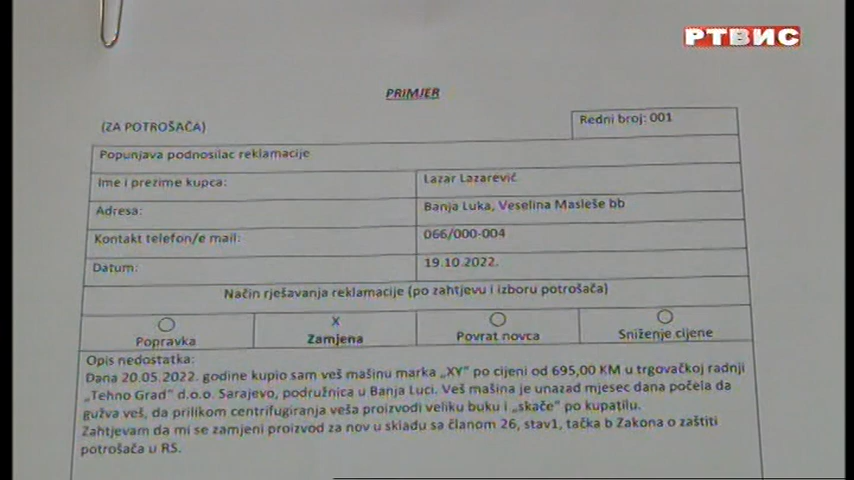 РТВИС
PRIMJER
(ZA POTROŠAČA)
Redni broj: 001
Popunjava podnosilac reklamacije
Ime i prezime kupca:
Lazar Lazarević
Adresa:
Banja Luka, Veselina Masleše bb
Kontakt telefon/e mail:
066/000-004
Datum:
19.10.2022.
Način rješavanja reklamacije (po zahtjevu i izboru potrošača)
Popravka
X
Zamjena
Povrat novca
Sniženje cijene
Opis nedostatka:
Dana 20.05.2022. godine kupio sam veš mašinu marka „XY" po cijeni od 695,00 KM u trgovačkoj radnji
„Tehno Grad" d.o.o. Sarajevo, podružnica u Banja Luci. Veš mašina je unazad mjesec dana počela da
gužva veš, da prilikom centrifugiranja veša proizvodi veliku buku i „skače" po kupatilu.
Zahtjevam da mi se zamjeni proizvod za nov u skladu sa članom 26, stav1, tačka b Zakona o zaštiti
potrošača u RS.